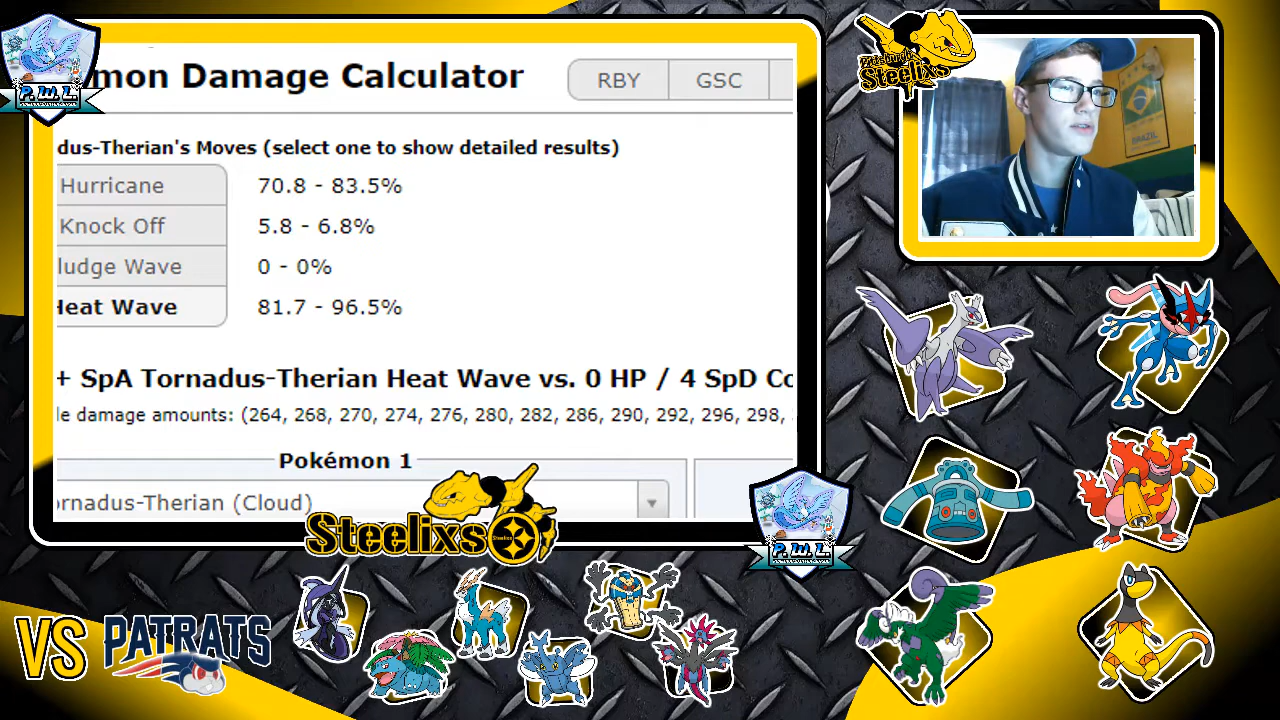 mon Damage Calculator
RBY
GSC
dus-Therian's Moves (select one to show detailed results)
Hurricane 70.8 - 83.5%
Knock Off 5.8 - 6.8%
ludge Wave 0 - 0%
Heat Wave 81.7 - 96.5%
+ SpA Tornadus-Therian Heat Wave vs. 0 HP / 4 SpD Co
le damage amounts: (264, 268, 270, 274, 276, 280, 282, 286, 290, 292, 296, 298,
Pokémon 1
ornadus-Therian (Cloud)
P.W.L.
Steelixs
BRAZIL
Steelixs
Steelixs
P.W.L.
VS PATRATS